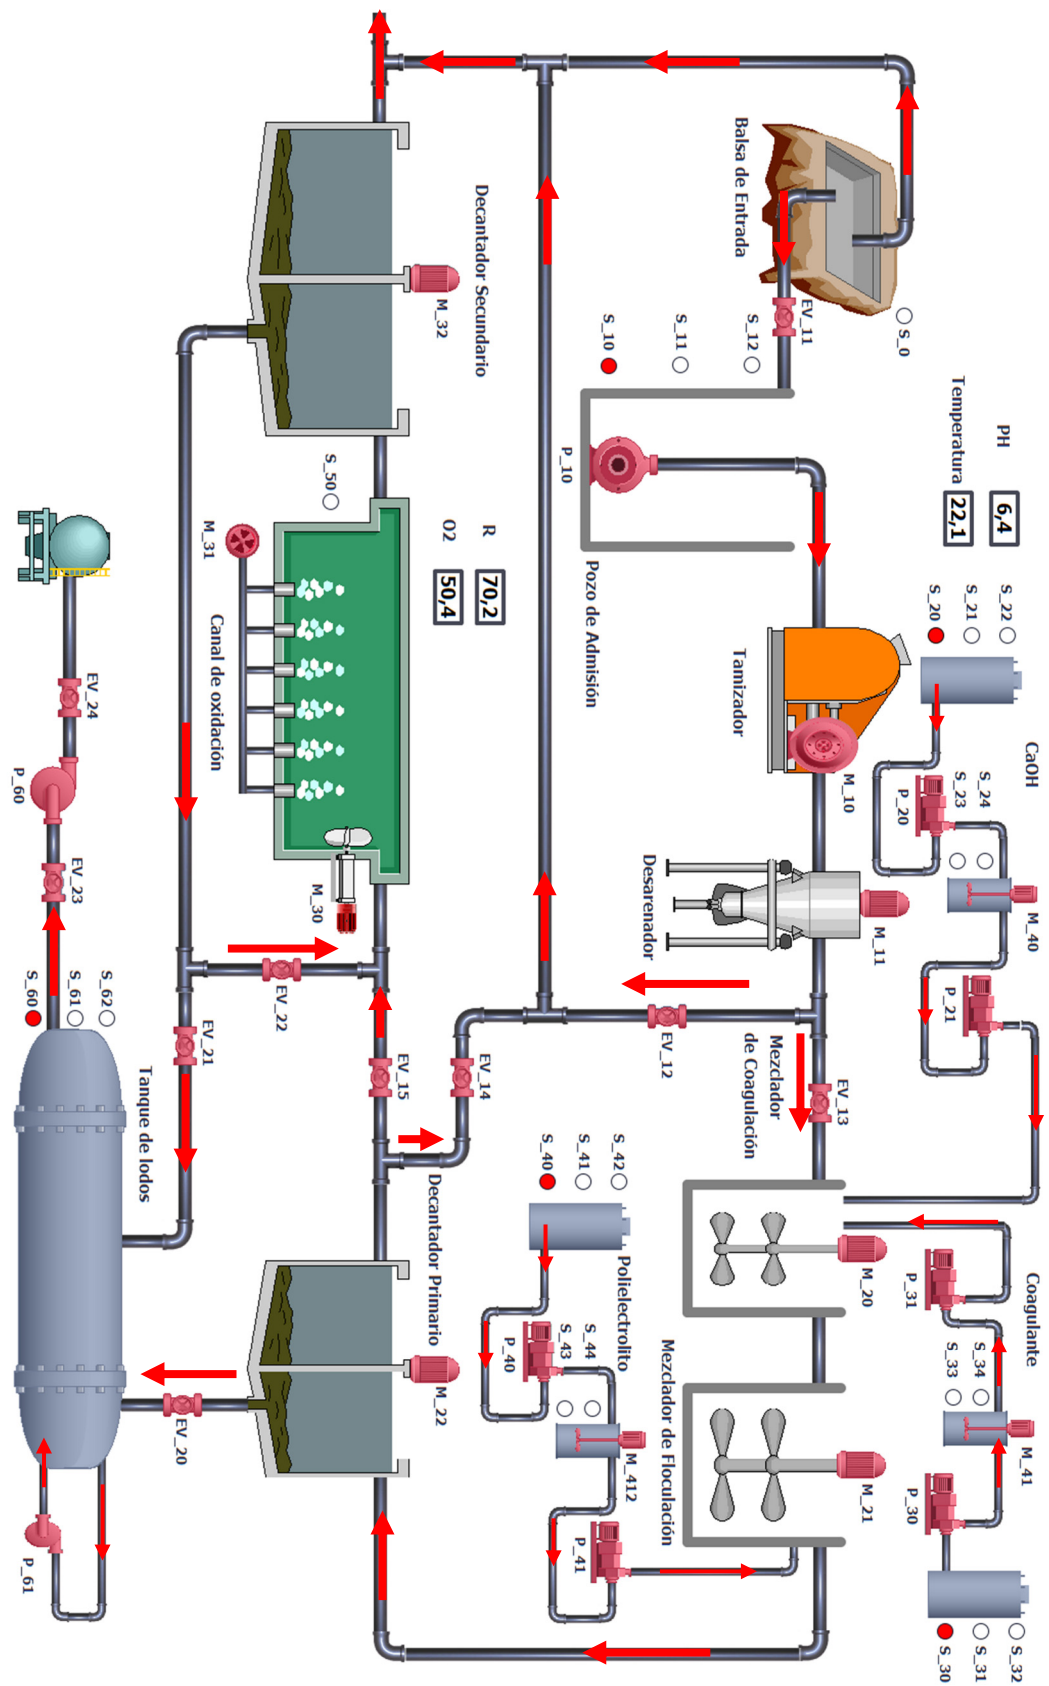 S_0
EV_11
Balsa de Entrada
PH 6,4
Temperatura 22,1
S_12
S_11
S_10
P_10
Pozo de Admisión
Tamizador
M_10
Desarenador
M_11
S_22
S_21
S_20
CaOH
P_20
S_24
S_23
M_40
P_21
EV_12
EV_13
Mezclador
de Coagulación
M_20
P_31
Coagulante
S_34
S_33
M_41
P_30
S_32
S_31
S_30
Mezclador de Floculación
M_21
S_42
S_41
S_40
Polielectrolito
P_40
S_44
S_43
M_412
P_41
Decantador Secundario
M_32
S_50
R 70,2
O2 50,4
M_31
Canal de oxidación
M_30
EV_22
EV_21
EV_15
EV_14
Decantador Primario
M_22
EV_24
P_60
EV_23
S_62
S_61
S_60
Tanque de lodos
EV_20
P_61